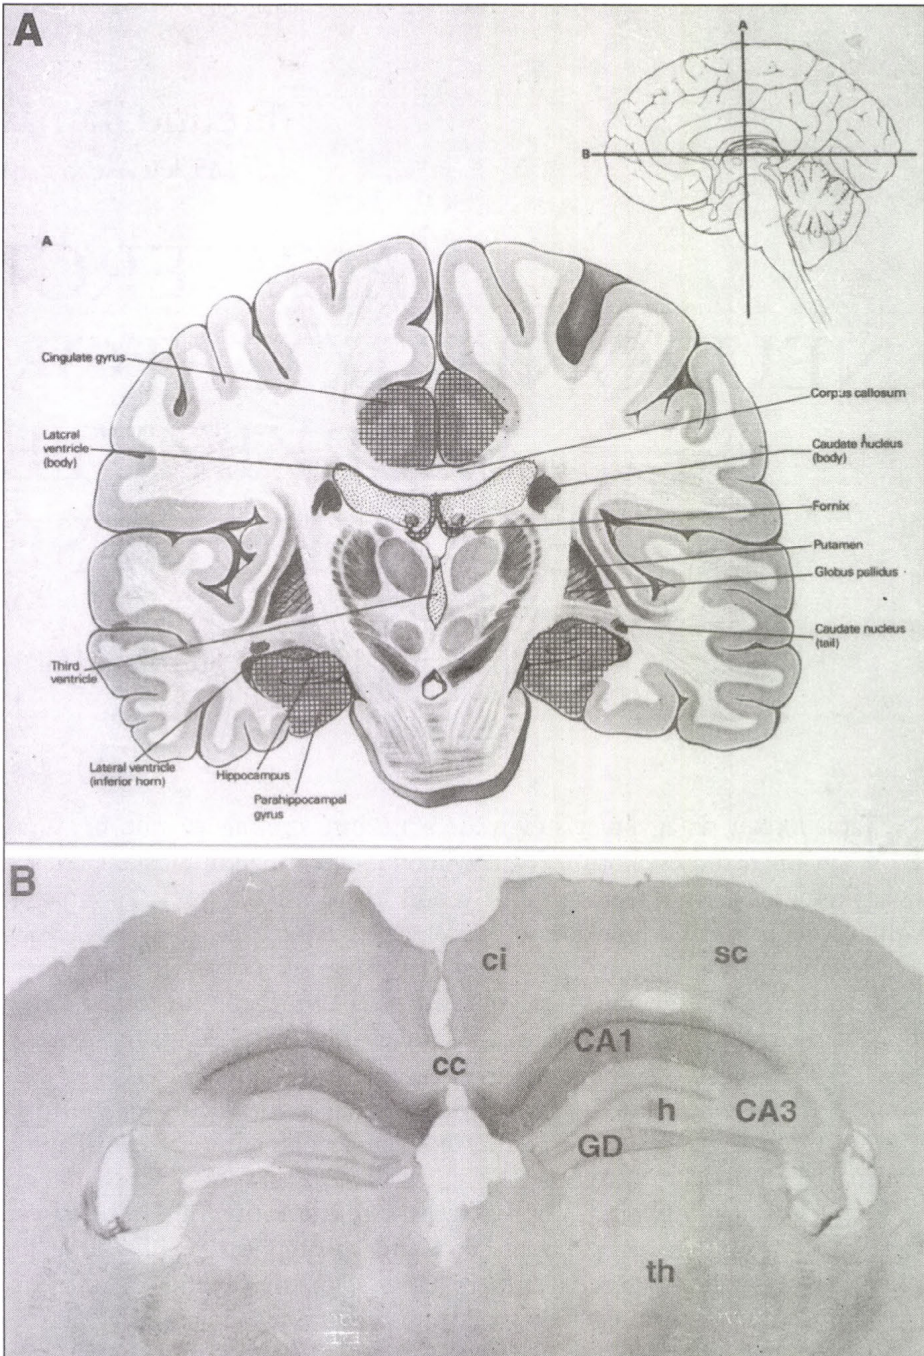 A
A
B
A
Cingulate gyrus
Lateral
ventricle
(body)
Third
ventricle
Lateral ventricle
(inferior horn)
Hippocampus
Parahippocampal
gyrus
Corpus callosum
Caudate nucleus
(body)
Fornix
Putamen
Globus pallidus
Caudate nucleus
(tail)
B
ci
sc
CA1
cc
h
CA3
GD
th